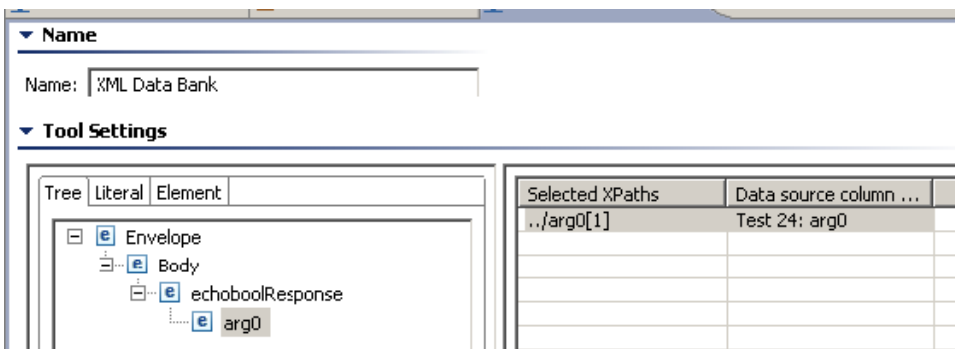 Name
Name: XML Data Bank
Tool Settings
Tree Literal Element
Envelope
Body
echoboolResponse
arg0
Selected XPaths Data source column ...
../arg0[1] Test 24: arg0